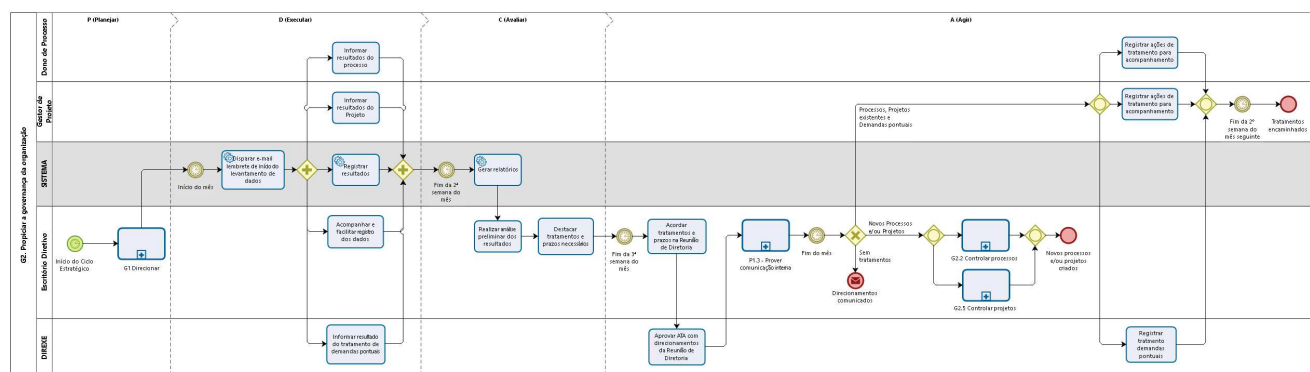 P (Planejar)
D (Executar)
C (Avaliar)
A (Agir)
G2. Propiciar a governança da organização
Dono de Processo
Informar
resultados do
processo
Registrar ações de
tratamento para
acompanhamento
Gestor de
Projeto
Informar
resultados do
Projeto
Processos, Projetos
existentes e
Demandas pontuais
Registrar ações de
tratamento para
acompanhamento
Fim da 2º
semana do
mês seguinte
Tratamentos
encaminhados
SISTEMA
Início do mês
Disparar e-mail
lembrete de início do
levantamento de
dados
Registrar
resultados
Fim da 2ª
semana do
mês
Gerar relatórios
Escritório Diretivo
Início do Ciclo
Estratégico
G1 Direcionar
Acompanhar e
facilitar registro
dos dados
Realizar análise
preliminar dos
resultados
Destacar
tratamentos e
prazos necessários
Fim da 3ª
semana do
mês
Acordar
tratamentos e
prazos na Reunião
de Diretoria
P1.3 - Prover
comunicação interna
Fim do mês
Novos Processos
e/ou Projetos
Sem
tratamentos
Direcionamentos
comunicados
G2.2 Controlar processos
G2.5 Controlar projetos
Novos processos
e/ou projetos
criados
DIREXE
Informar resultado
do tratamento de
demandas pontuais
Aprovar ATA com
direcionamentos
da Reunião de
Diretoria
Registrar
tratmento
demandas
pontuais